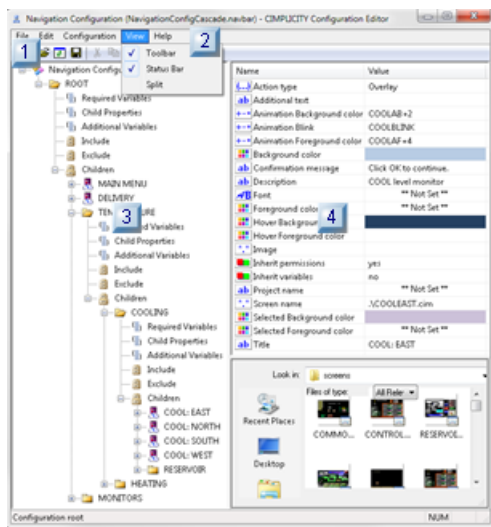 Navigation Configuration (NavigationConfigCascade.navbar) - CIMPLICITY Configuration Editor
File Edit Configuration View Help
1
2
Toolbar
Status Bar
Split
Navigation Configu
ROOT
Required Variables
Child Properties
Additional Variables
Include
Exclude
Children
MAIN MENU
DELIVERY
3
Child Properties
Additional Variables
Include
Exclude
Children
COOLING
Required Variables
Child Properties
Additional Variables
Include
Exclude
Children
COOL: EAST
COOL: NORTH
COOL: SOUTH
COOL: WEST
RESERVOIR
HEATING
MONITORS
Name Value
Action type Overlay
Additional text
Animation Background color COOLAB=2
Animation Blink COOLBLINK
Animation Foreground color COOLAF=4
Background color
Confirmation message Click OK to continue.
Description COOL level monitor
Font ** Not Set **
Foreground colo ** Not Set **
Hover Backgroun
4
Hover Foreground color
Image
Inherit permissions yes
Inherit variables no
Project name ** Not Set **
Screen name .\COOLEAST.cim
Selected Background color
Selected Foreground color ** Not Set **
Title COOL: EAST
Look in: screens
Files of type: All Reler
Recent Places
Desktop
COMMO... CONTROL... RESERVOI...
Configuration root NUM